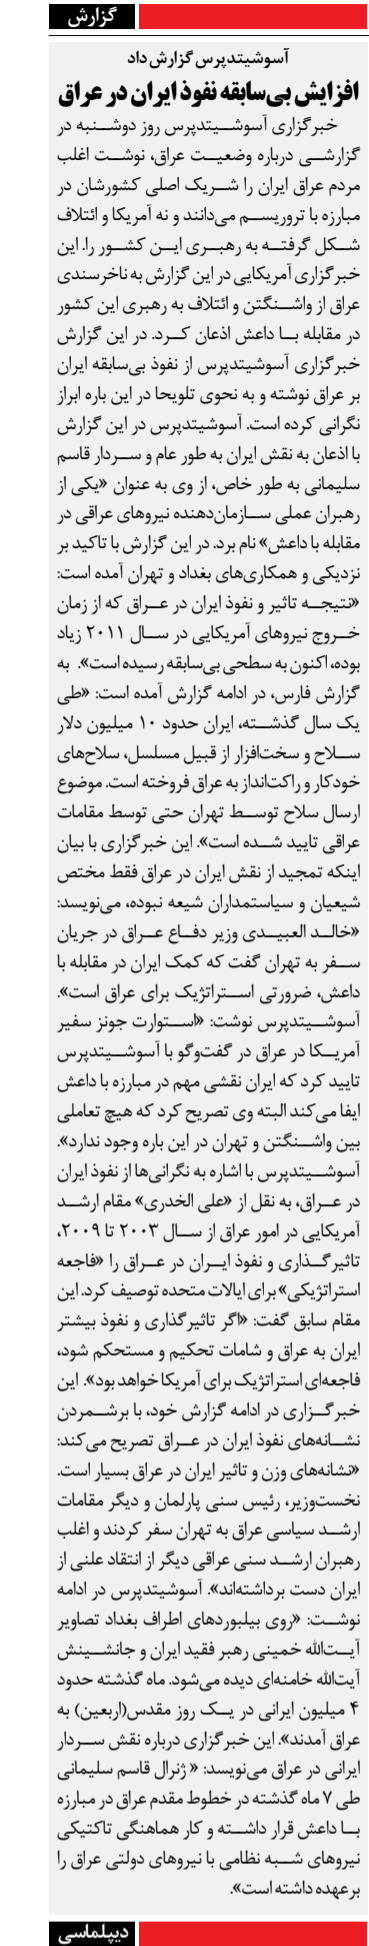 گزارش
آسوشیتدپرس گزارش داد
افزایش بی‌سابقه نفوذ ایران در عراق
خبرگزاری آسوشیتدپرس روز دوشنبه در
گزارشی درباره وضعیت عراق، نوشت اغلب
مردم عراق ایران را شریک اصلی کشورشان در
مبارزه با تروریسم می‌دانند و نه آمریکا و ائتلاف
شکل گرفته به رهبری این کشور را. این
خبرگزاری آمریکایی در این گزارش به ناخرسندی
عراق از واشنگتن و ائتلاف به رهبری این کشور
در مقابله با داعش اذعان کرد. در این گزارش
خبرگزاری آسوشیتدپرس از نفوذ بی‌سابقه ایران
بر عراق نوشته و به نحوی تلویحا در این باره ابراز
نگرانی کرده است. آسوشیتدپرس در این گزارش
با اذعان به نقش ایران به طور عام و سردار قاسم
سلیمانی به طور خاص، از وی به عنوان «یکی از
رهبران عملی سازمان‌دهنده نیروهای عراقی در
مقابله با داعش» نام برد. در این گزارش با تاکید بر
نزدیکی و همکاری‌های بغداد و تهران آمده است:
«نتیجه تاثیر و نفوذ ایران در عراق که از زمان
خروج نیروهای آمریکایی در سال ۲۰۱۱ زیاد
بوده، اکنون به سطحی بی‌سابقه رسیده است». به
گزارش فارس، در ادامه گزارش آمده است: «طی
یک سال گذشته، ایران حدود ۱۰ میلیون دلار
سلاح و سخت‌افزار از قبیل مسلسل، سلاح‌های
خودکار و راکت‌انداز به عراق فروخته است. موضوع
ارسال سلاح توسط تهران حتی توسط مقامات
عراقی تایید شده است». این خبرگزاری با بیان
اینکه تمجید از نقش ایران در عراق فقط مختص
شیعیان و سیاستمداران شیعه نبوده، می‌نویسد:
«خالد العبیدی وزیر دفاع عراق در جریان
سفر به تهران گفت که کمک ایران در مقابله با
داعش، ضرورتی استراتژیک برای عراق است».
آسوشیتدپرس نوشت: «استوارت جونز سفیر
آمریکا در عراق در گفت‌وگو با آسوشیتدپرس
تایید کرد که ایران نقشی مهم در مبارزه با داعش
ایفا می‌کند البته وی تصریح کرد که هیچ تعاملی
بین واشنگتن و تهران در این باره وجود ندارد».
آسوشیتدپرس با اشاره به نگرانی‌ها از نفوذ ایران
در عراق، به نقل از «علی الخدری» مقام ارشد
آمریکایی در امور عراق از سال ۲۰۰۳ تا ۲۰۰۹،
تاثیرگذاری و نفوذ ایران در عراق را «فاجعه
استراتژیکی» برای ایالات متحده توصیف کرد. این
مقام سابق گفت: «اگر تاثیرگذاری و نفوذ بیشتر
ایران به عراق و شامات تحکیم و مستحکم شود،
فاجعه‌ای استراتژیک برای آمریکا خواهد بود». این
خبرگزاری در ادامه گزارش خود، با برشمردن
نشانه‌های نفوذ ایران در عراق تصریح می‌کند:
«نشانه‌های وزن و تاثیر ایران در عراق بسیار است.
نخست‌وزیر، رئیس سنی پارلمان و دیگر مقامات
ارشد سیاسی عراق به تهران سفر کردند و اغلب
رهبران ارشد سنی عراقی دیگر از انتقاد علنی از
ایران دست برداشته‌اند». آسوشیتدپرس در ادامه
نوشت: «روی بیلبوردهای اطراف بغداد تصاویر
آیت‌الله خمینی رهبر فقید ایران و جانشینش
آیت‌الله خامنه‌ای دیده می‌شود. ماه گذشته حدود
۴ میلیون ایرانی در یک روز مقدس(اربعین) به
عراق آمدند». این خبرگزاری درباره نقش سردار
ایرانی در عراق می‌نویسد: « ژنرال قاسم سلیمانی
طی ۷ ماه گذشته در خطوط مقدم عراق در مبارزه
با داعش قرار داشته و کار هماهنگی تاکتیکی
نیروهای شبه نظامی با نیروهای دولتی عراق را
بر عهده داشته است».
دیپلماسی